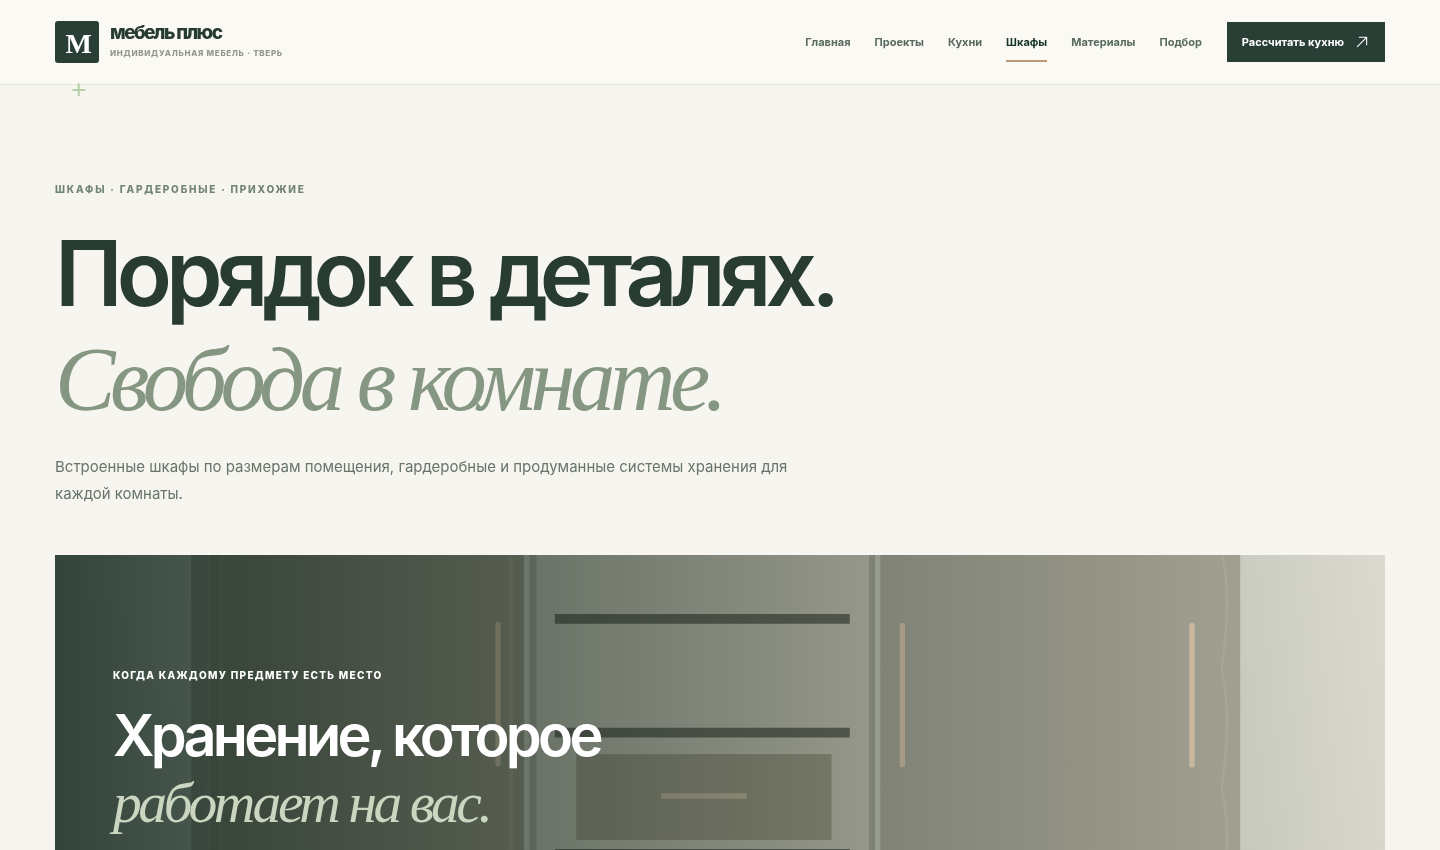 М
мебель плюс
ИНДИВИДУАЛЬНАЯ МЕБЕЛЬ · ТВЕРЬ
Главная
Проекты
Кухни
Шкафы
Материалы
Подбор
Рассчитать кухню
ШКАФЫ · ГАРДЕРОБНЫЕ · ПРИХОЖИЕ
Порядок в деталях.
Свобода в комнате.
Встроенные шкафы по размерам помещения, гардеробные и продуманные системы хранения для
каждой комнаты.
КОГДА КАЖДОМУ ПРЕДМЕТУ ЕСТЬ МЕСТО
Хранение, которое
работает на вас.